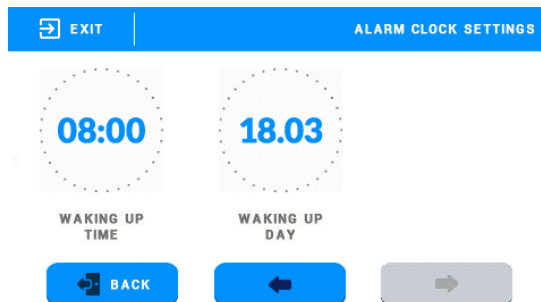 EXIT
ALARM CLOCK SETTINGS
08:00
18.03
WAKING UP
TIME
WAKING UP
DAY
BACK